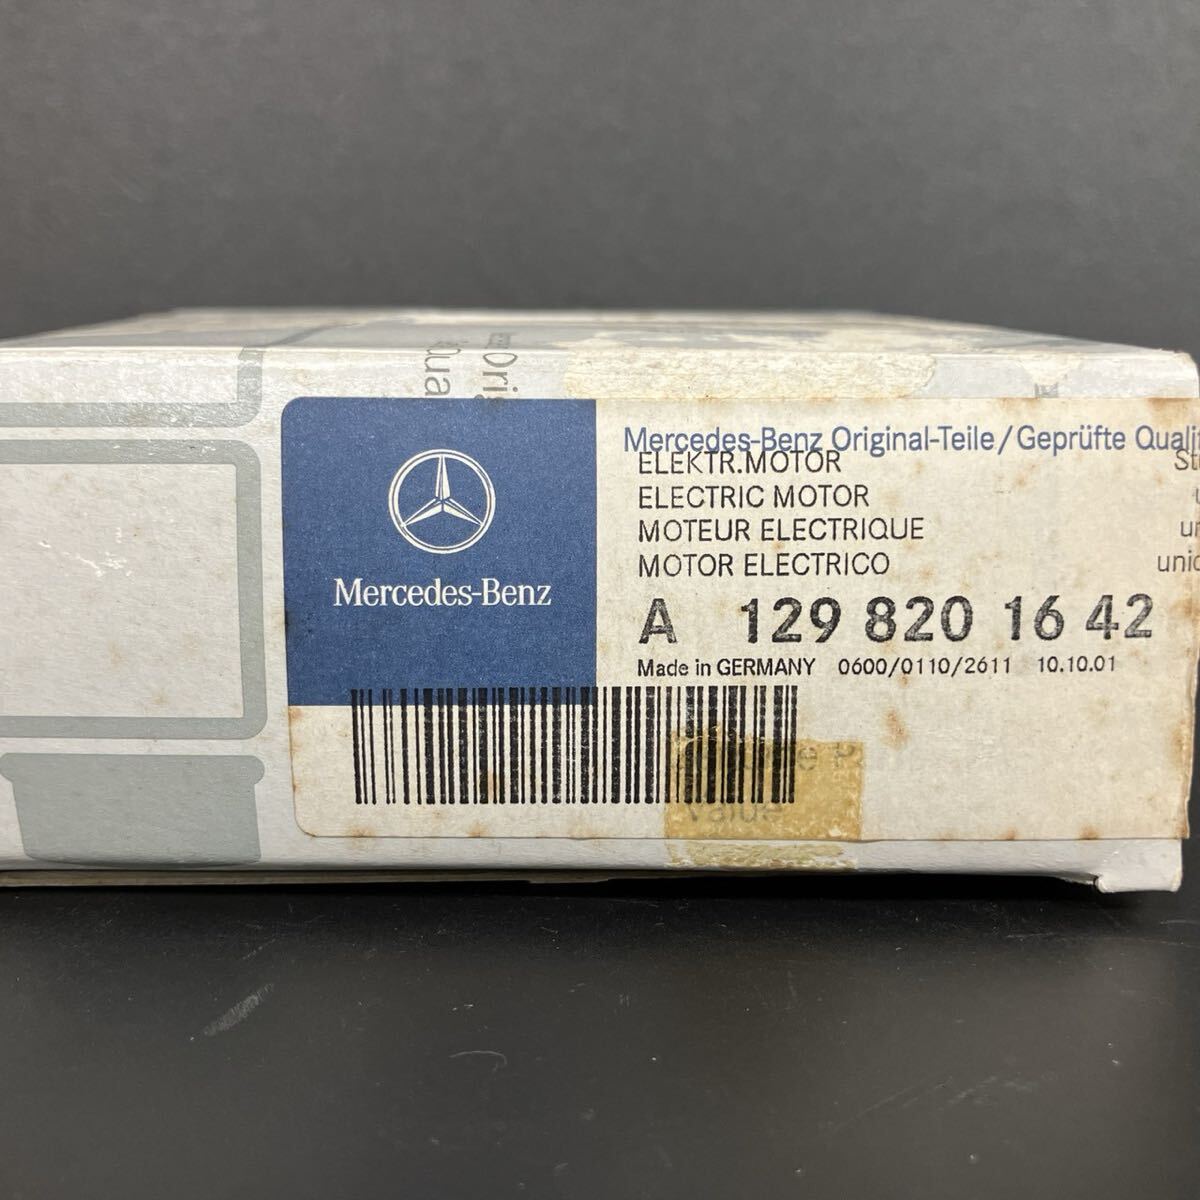 Mercedes-Benz
Mercedes-Benz Original-Teile/Geprüfte
ELEKTR.MOTOR
ELECTRIC MOTOR
MOTEUR ELECTRIQUE
MOTOR ELECTRICO
A 129 820 16 42
Made in GERMANY 0600/0110/2611 10.10.01
Value